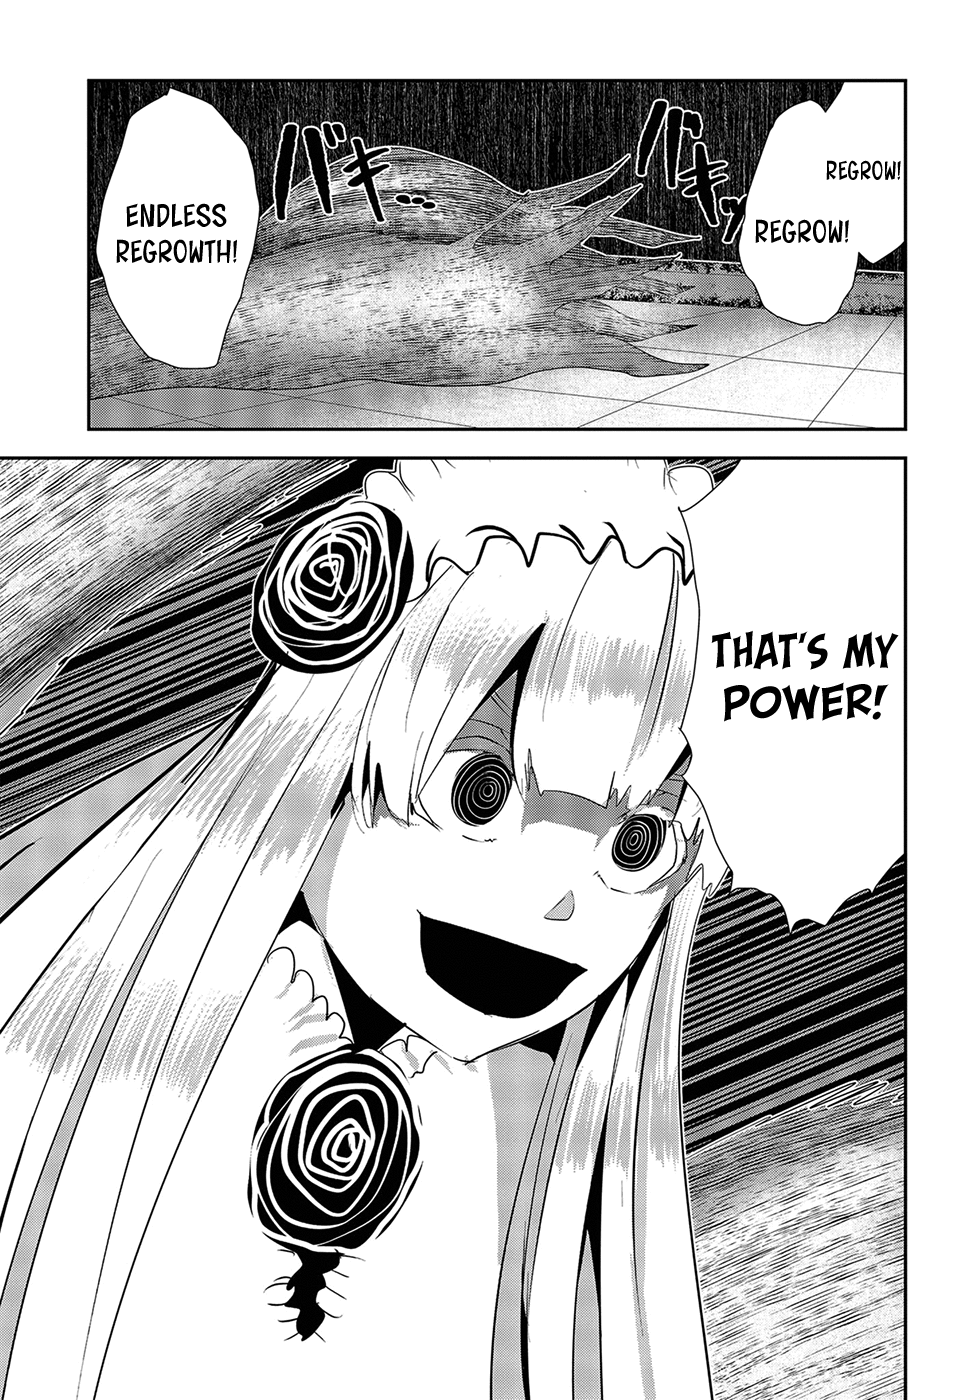 REGROW!
REGROW!
バキ…
バキッ
ENDLESS
REGROWTH!
THAT'S MY
POWER!